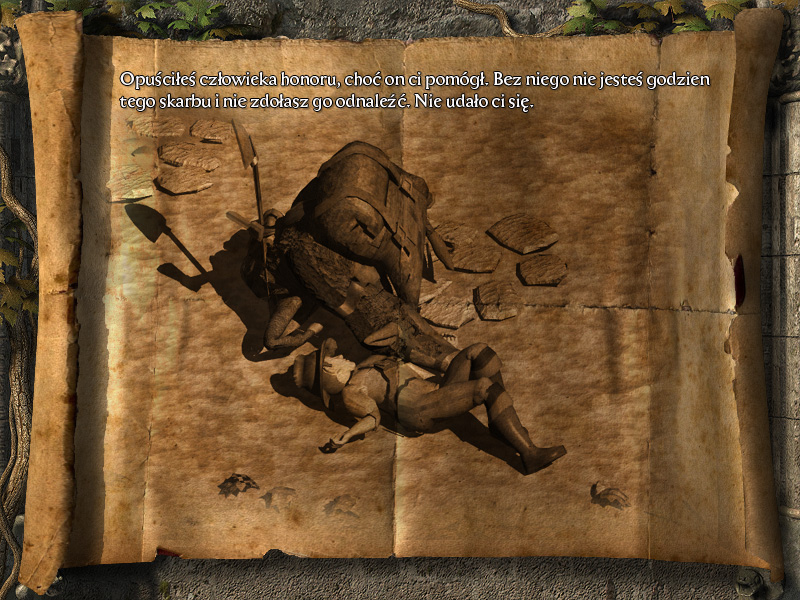 Opuściłeś człowieka honoru, choć on ci pomógł. Bez niego nie jesteś godzien
tego skarbu i nie zdołasz go odnaleźć. Nie udało ci się.